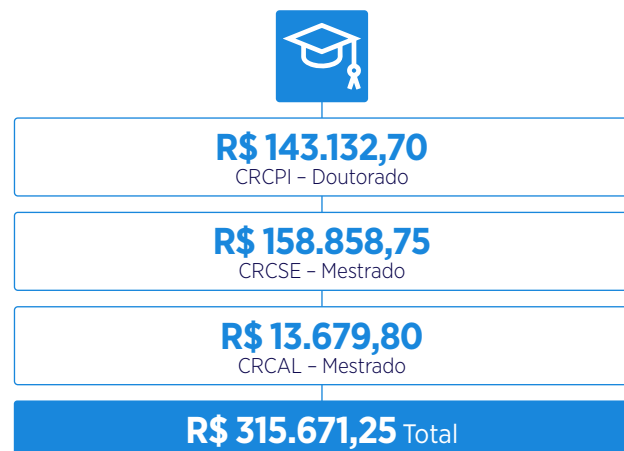 R$ 143.132,70
CRCPI – Doutorado
R$ 158.858,75
CRCSE – Mestrado
R$ 13.679,80
CRCAL – Mestrado
R$ 315.671,25 Total